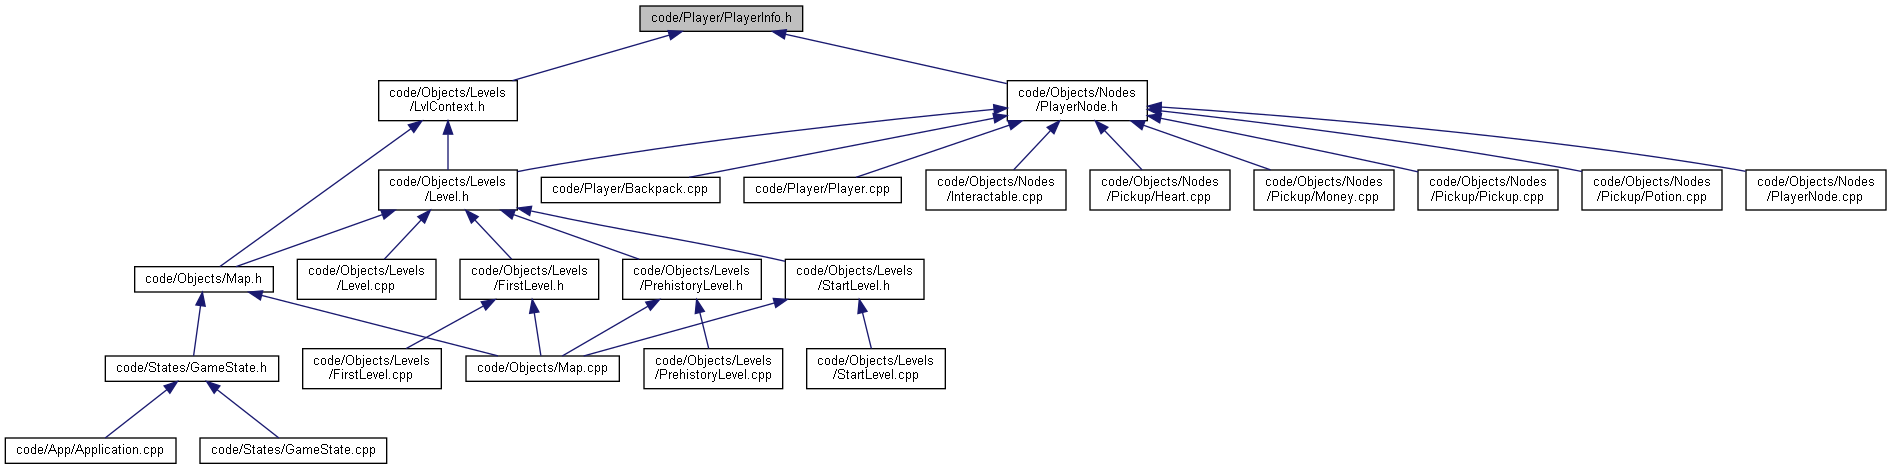 code/Player/PlayerInfo.h
code/Objects/Levels
/LvlContext.h
code/Objects/Nodes
/PlayerNode.h
code/Objects/Levels
/Level.h
code/Player/Backpack.cpp
code/Player/Player.cpp
code/Objects/Nodes
/Interactable.cpp
code/Objects/Nodes
/Pickup/Heart.cpp
code/Objects/Nodes
/Pickup/Money.cpp
code/Objects/Nodes
/Pickup/Pickup.cpp
code/Objects/Nodes
/Pickup/Potion.cpp
code/Objects/Nodes
/PlayerNode.cpp
code/Objects/Map.h
code/Objects/Levels
/Level.cpp
code/Objects/Levels
/FirstLevel.h
code/Objects/Levels
/PrehistoryLevel.h
code/Objects/Levels
/StartLevel.h
code/States/GameState.h
code/Objects/Levels
/FirstLevel.cpp
code/Objects/Map.cpp
code/Objects/Levels
/PrehistoryLevel.cpp
code/Objects/Levels
/StartLevel.cpp
code/App/Application.cpp
code/States/GameState.cpp